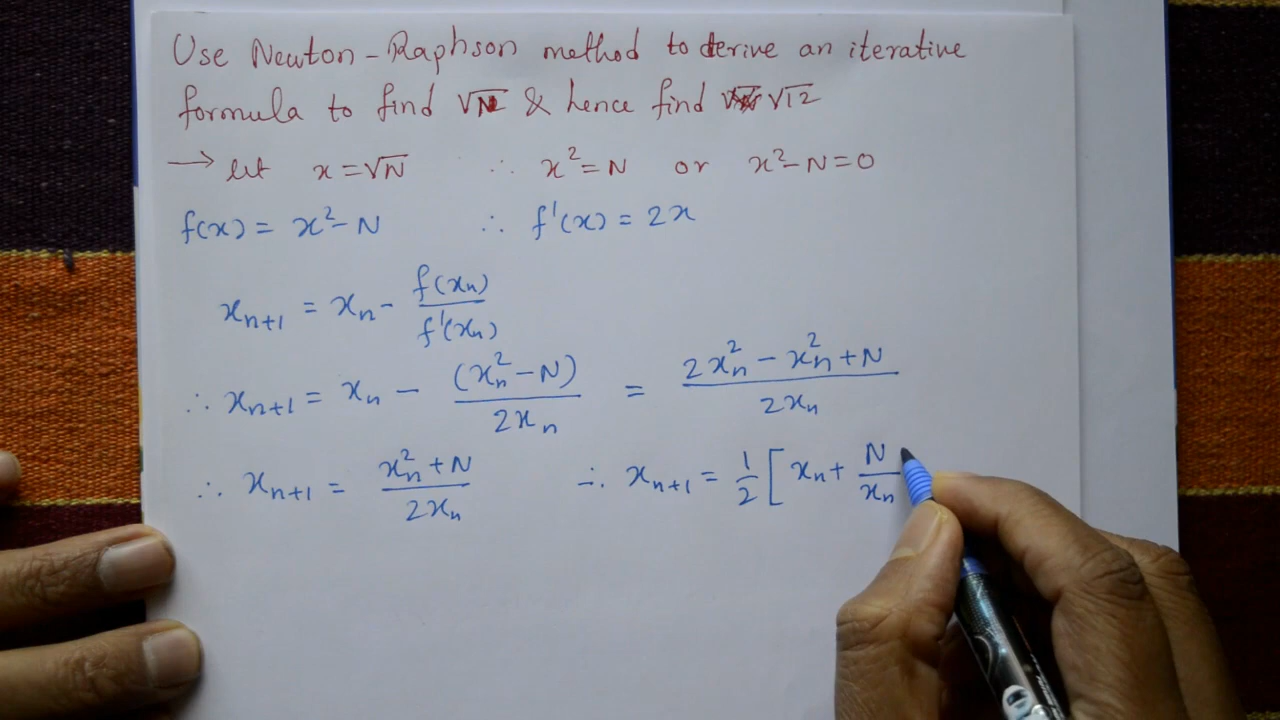 Use Newton-Raphson method to derive an iterative
formula to find √N & hence find √12
→ let x = √N ∴ x² = N or x² - N = 0
f(x) = x² - N ∴ f'(x) = 2x
xₙ₊₁ = xₙ - f(xₙ)/f'(xₙ)
∴ xₙ₊₁ = xₙ - (xₙ² - N)/2xₙ = (2xₙ² - xₙ² + N)/2xₙ
∴ xₙ₊₁ = (xₙ² + N)/2xₙ ∴ xₙ₊₁ = 1/2 [xₙ + N/xₙ